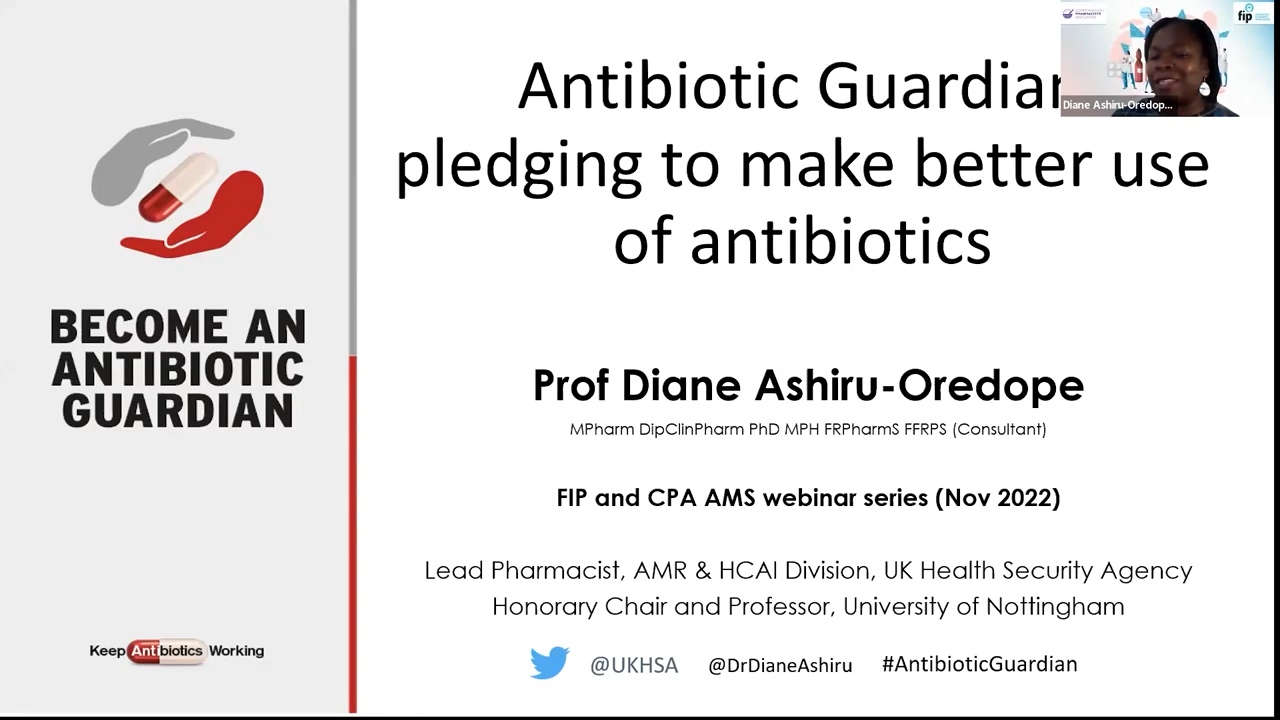 Antibiotic Guardian
pledging to make better use
of antibiotics
fip
Diane Ashiru-Oredop...
BECOME AN
ANTIBIOTIC
GUARDIAN
Prof Diane Ashiru-Oredope
MPharm DipClinPharm PhD MPH FRPharmS FFRPS (Consultant)
FIP and CPA AMS webinar series (Nov 2022)
Lead Pharmacist, AMR & HCAI Division, UK Health Security Agency
Honorary Chair and Professor, University of Nottingham
Keep Antibiotics Working
@UKHSA @DrDianeAshiru #AntibioticGuardian